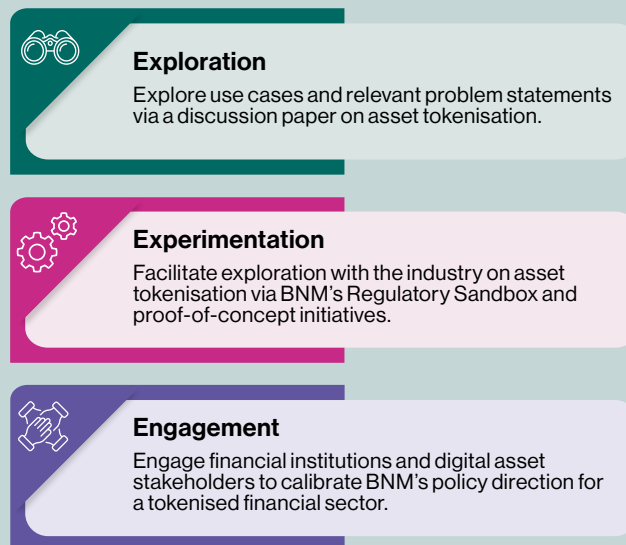 Exploration
Explore use cases and relevant problem statements
via a discussion paper on asset tokenisation.
Experimentation
Facilitate exploration with the industry on asset
tokenisation via BNM's Regulatory Sandbox and
proof-of-concept initiatives.
Engagement
Engage financial institutions and digital asset
stakeholders to calibrate BNM's policy direction for
a tokenised financial sector.